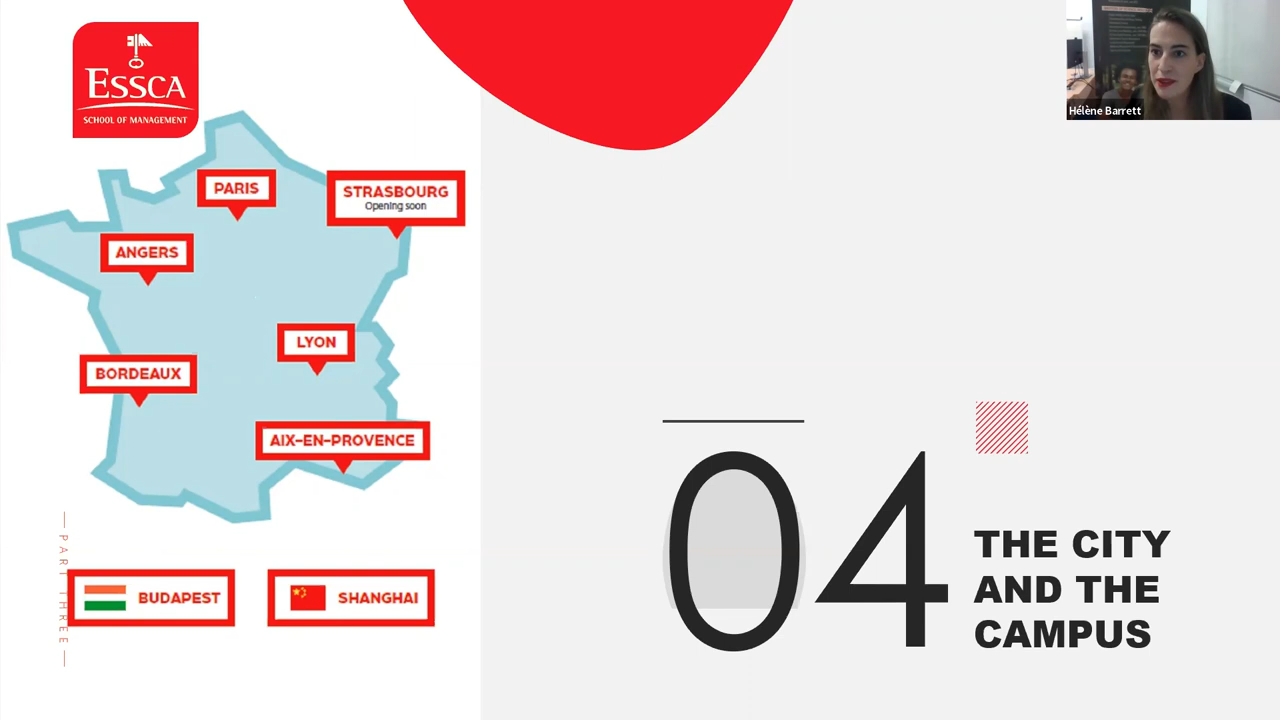 ESSCA
SCHOOL OF MANAGEMENT
Hélène Barrett
PARIS
STRASBOURG
Opening soon
ANGERS
LYON
BORDEAUX
AIX-EN-PROVENCE
PART THREE
BUDAPEST
SHANGHAI
04
THE CITY
AND THE
CAMPUS